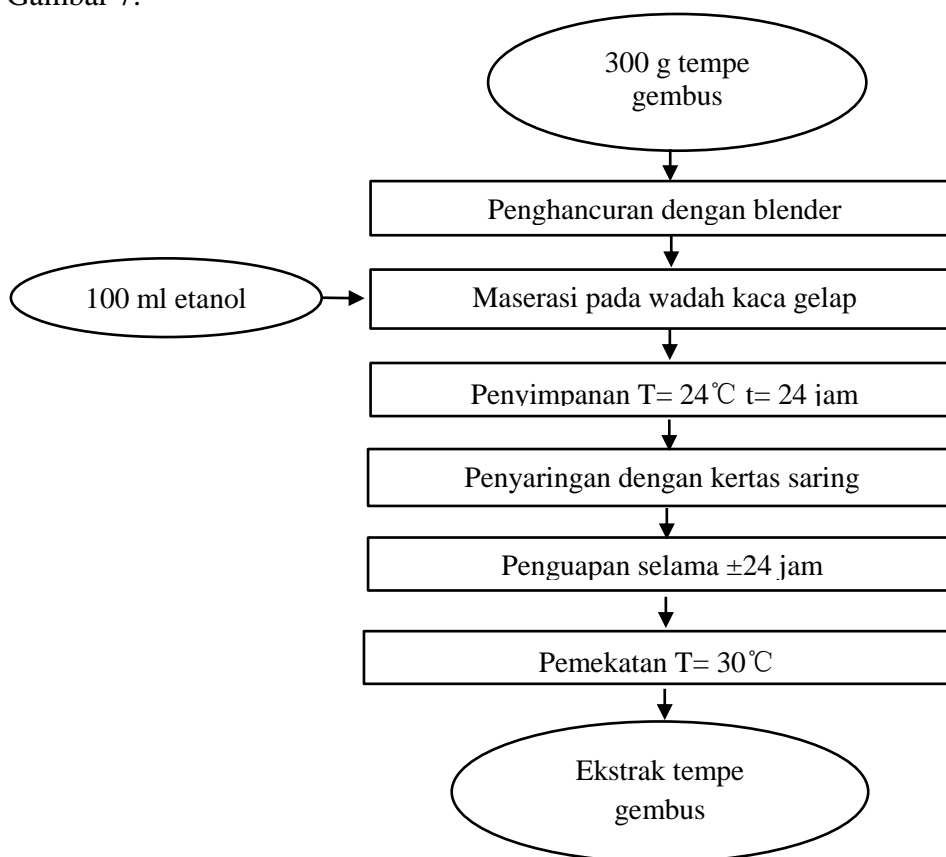 Gambar 7.
300 g tempe
gembus
Penghancuran dengan blender
100 ml etanol
Maserasi pada wadah kaca gelap
Penyimpanan T= 24℃ t= 24 jam
Penyaringan dengan kertas saring
Penguapan selama ±24 jam
Pemekatan T= 30℃
Ekstrak tempe
gembus